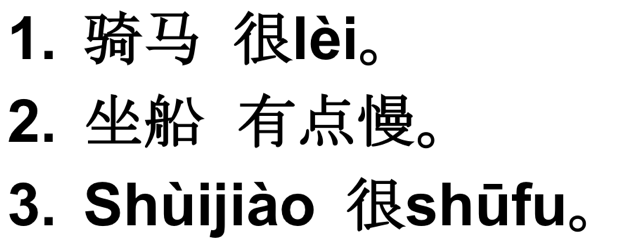 1. 骑马 很lèi。
2. 坐船 有点慢。
3. Shùijiào 很shūfu。